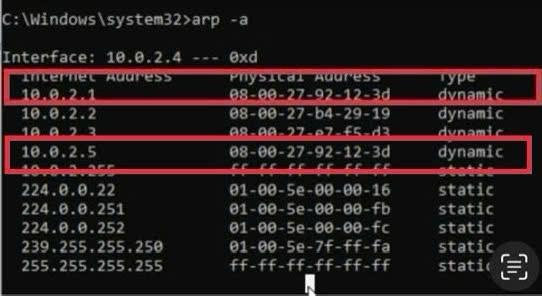 C:\Windows\system32>arp -a
Interface: 10.0.2.4 --- 0xd
Internet Address Physical Address Type
10.0.2.1 08-00-27-92-12-3d dynamic
10.0.2.2 08-00-27-b4-29-19 dynamic
10.0.2.3 08-00-27-e7-f5-d3 dynamic
10.0.2.5 08-00-27-92-12-3d dynamic
10.0.2.255 ff-ff-ff-ff-ff-ff static
224.0.0.22 01-00-5e-00-00-16 static
224.0.0.251 01-00-5e-00-00-fb static
224.0.0.252 01-00-5e-00-00-fc static
239.255.255.250 01-00-5e-7f-ff-fa static
255.255.255.255 ff-ff-ff-ff-ff-ff static